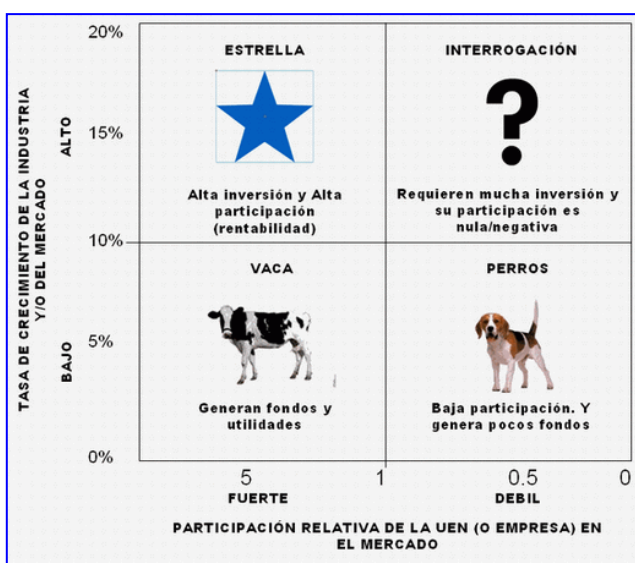 20%
ESTRELLA
INTERROGACIÓN
?
ALTO
15%
Alta inversión y Alta
participación
(rentabilidad)
Requieren mucha inversión y
su participación es
nula/negativa
TASA DE CRECIMIENTO DE LA INDUSTRIA
Y/O DEL MERCADO
10%
VACA
PERROS
BAJO
5%
Generan fondos y
utilidades
Baja participación. Y
genera pocos fondos
0%
5
1
0.5
0
FUERTE
DEBIL
PARTICIPACIÓN RELATIVA DE LA UEN (O EMPRESA) EN
EL MERCADO